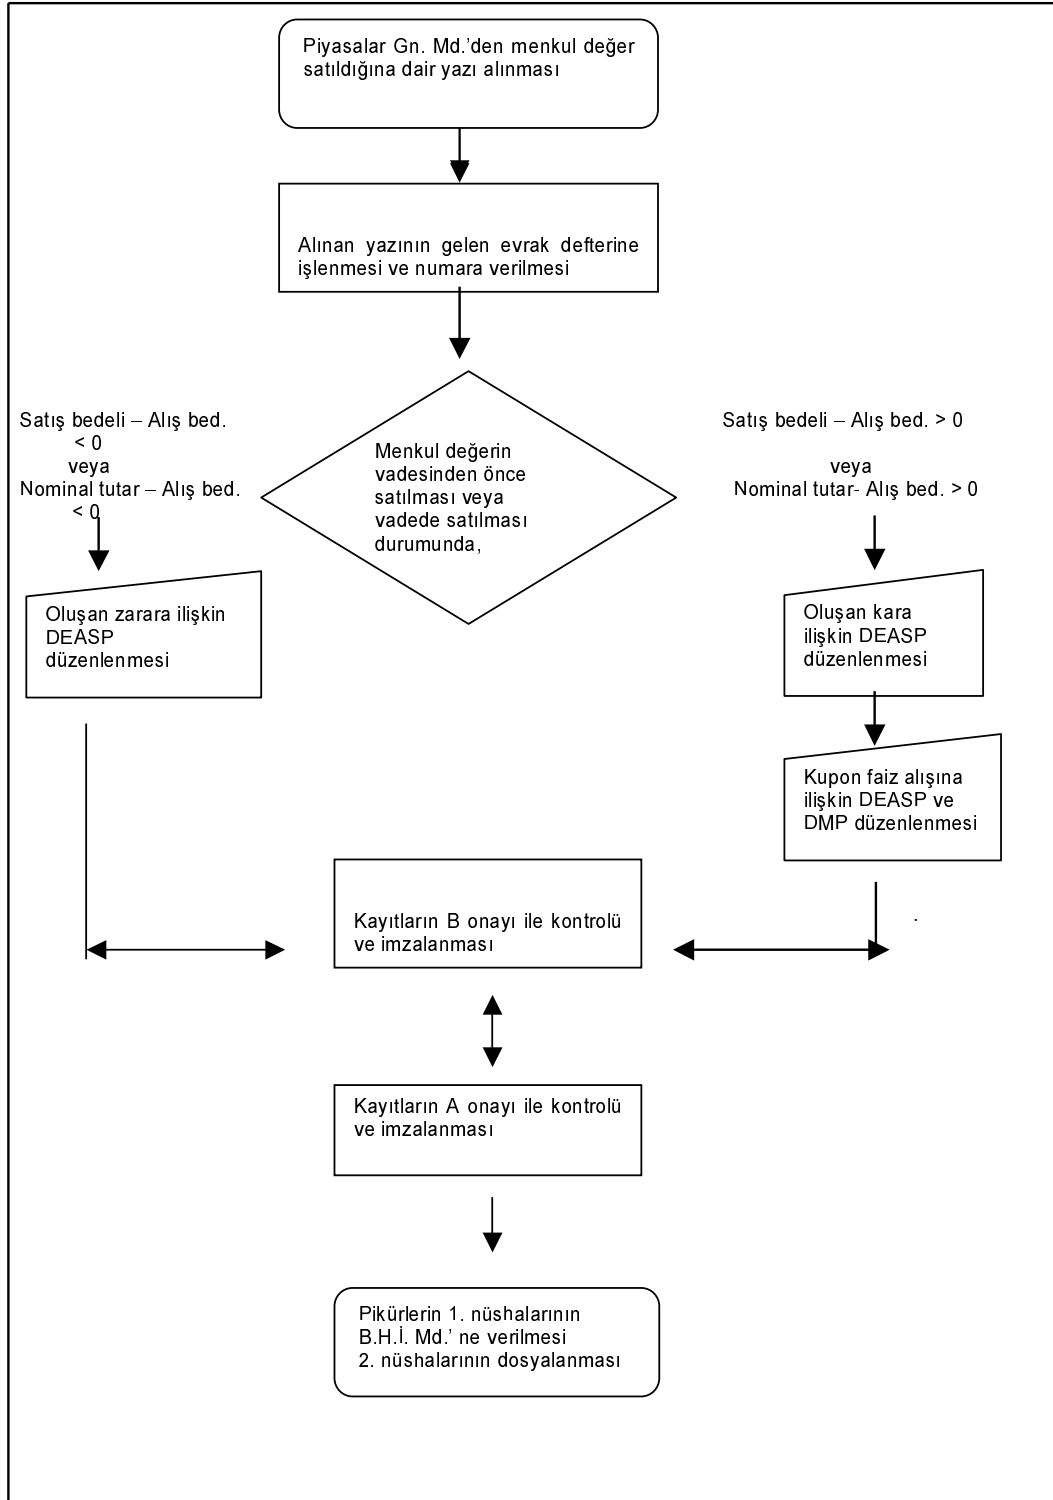 Piyasalar Gn. Md.'den menkul değer
satıldığına dair yazı alınması
Alınan yazının gelen evrak defterine
işlenmesi ve numara verilmesi
Satış bedeli – Alış bed.
< 0
veya
Nominal tutar – Alış bed.
< 0
Menkul değerin
vadesinden önce
satılması veya
vadede satılması
durumunda,
Satış bedeli – Alış bed. > 0
veya
Nominal tutar- Alış bed. > 0
Oluşan zarara ilişkin
DEASP
düzenlenmesi
Oluşan kara
ilişkin DEASP
düzenlenmesi
Kupon faiz alışına
ilişkin DEASP ve
DMP düzenlenmesi
.
Kayıtların B onayı ile kontrolü
ve imzalanması
Kayıtların A onayı ile kontrolü
ve imzalanması
Pikürlerin 1. nüshalarının
B.H.İ. Md.' ne verilmesi
2. nüshalarının dosyalanması